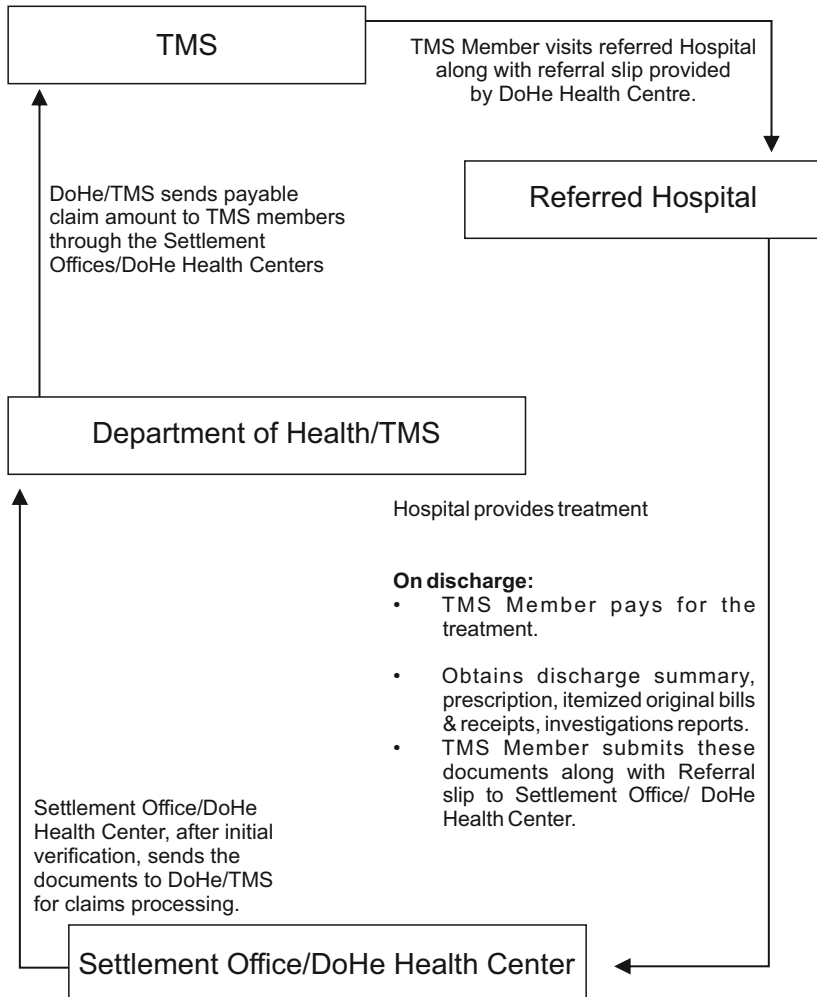 TMS
TMS Member visits referred Hospital
along with referral slip provided
by DoHe Health Centre.
Referred Hospital
DoHe/TMS sends payable
claim amount to TMS members
through the Settlement
Offices/DoHe Health Centers
Department of Health/TMS
Hospital provides treatment
On discharge:
• TMS Member pays for the
treatment.
• Obtains discharge summary,
prescription, itemized original bills
& receipts, investigations reports.
• TMS Member submits these
documents along with Referral
slip to Settlement Office/ DoHe
Health Center.
Settlement Office/DoHe
Health Center, after initial
verification, sends the
documents to DoHe/TMS
for claims processing.
Settlement Office/DoHe Health Center